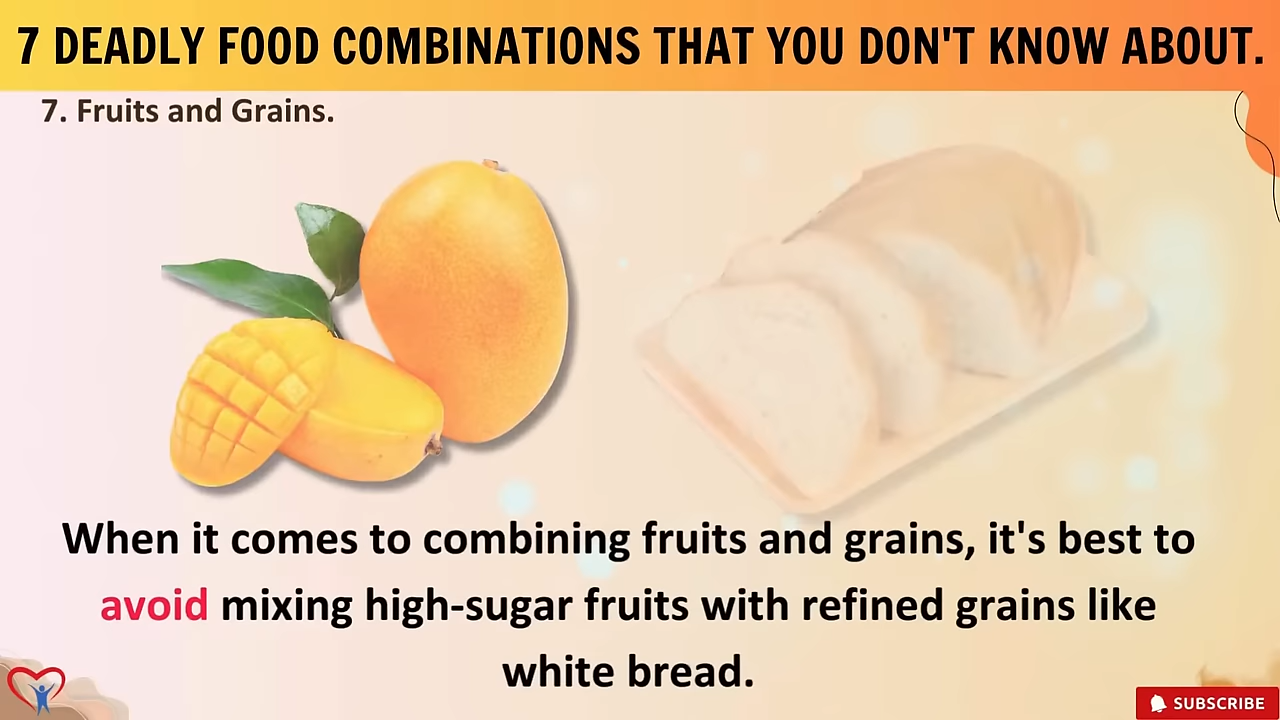 7 DEADLY FOOD COMBINATIONS THAT YOU DON'T KNOW ABOUT.
7. Fruits and Grains.
When it comes to combining fruits and grains, it's best to
avoid mixing high-sugar fruits with refined grains like
white bread.
SUBSCRIBE